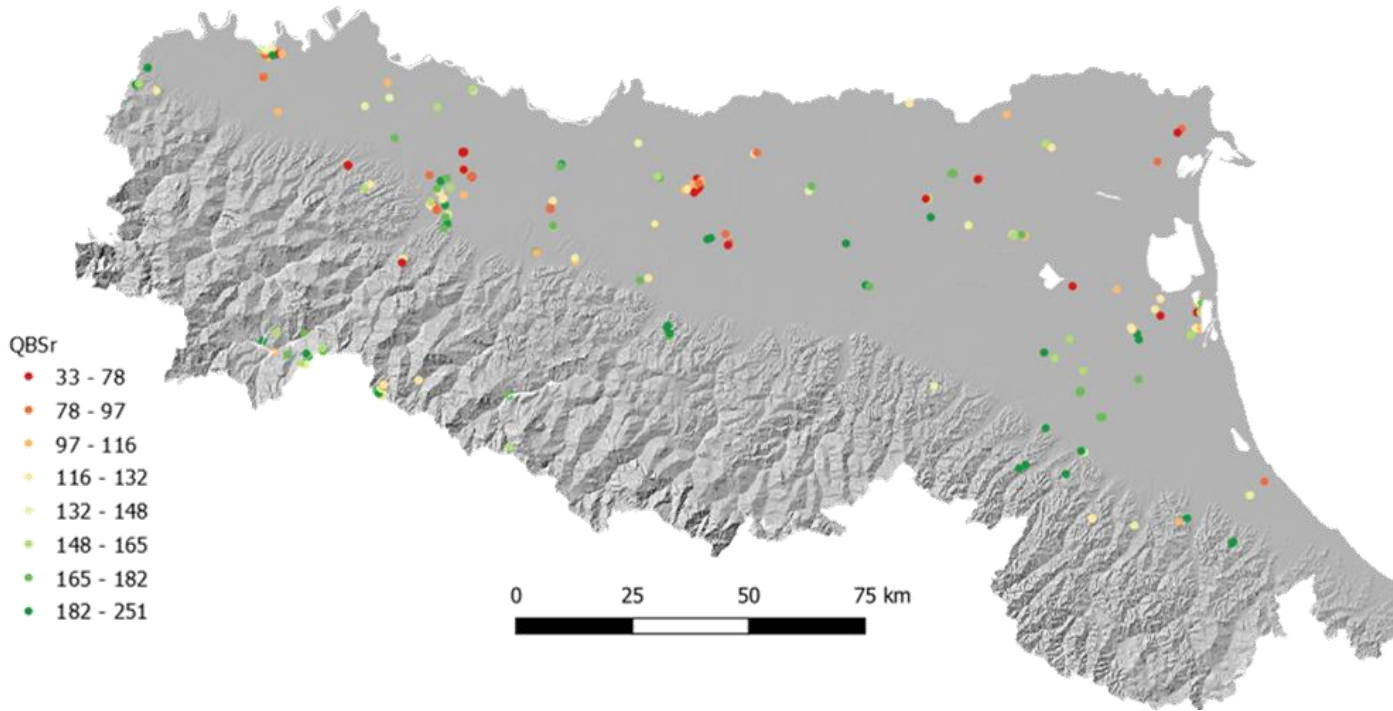 QBSr
33 - 78
78 - 97
97 - 116
116 - 132
132 - 148
148 - 165
165 - 182
182 - 251
0 25 50 75 km